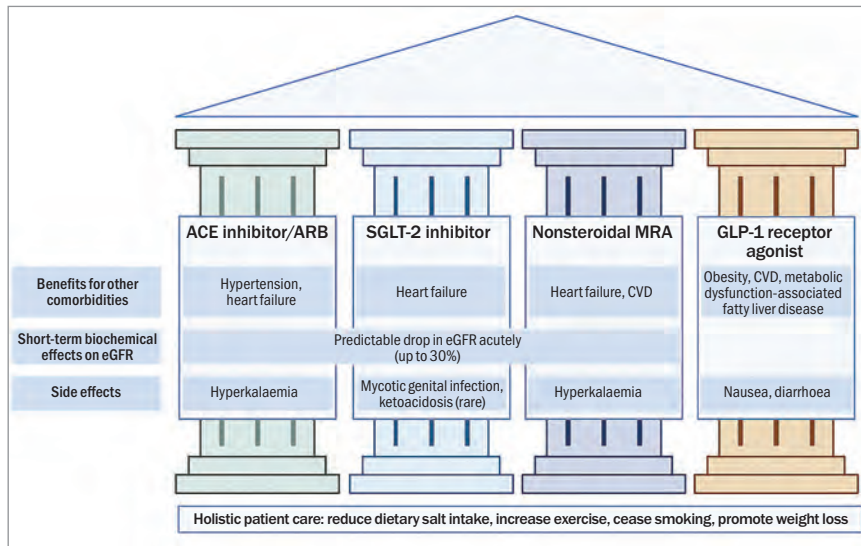 ACE inhibitor/ARB
SGLT-2 inhibitor
Nonsteroidal MRA
GLP-1 receptor
agonist
Benefits for other
comorbidities
Hypertension,
heart failure
Heart failure
Heart failure, CVD
Obesity, CVD, metabolic
dysfunction-associated
fatty liver disease
Short-term biochemical
effects on eGFR
Predictable drop in eGFR acutely
(up to 30%)
Side effects
Hyperkalaemia
Mycotic genital infection,
ketoacidosis (rare)
Hyperkalaemia
Nausea, diarrhoea
Holistic patient care: reduce dietary salt intake, increase exercise, cease smoking, promote weight loss